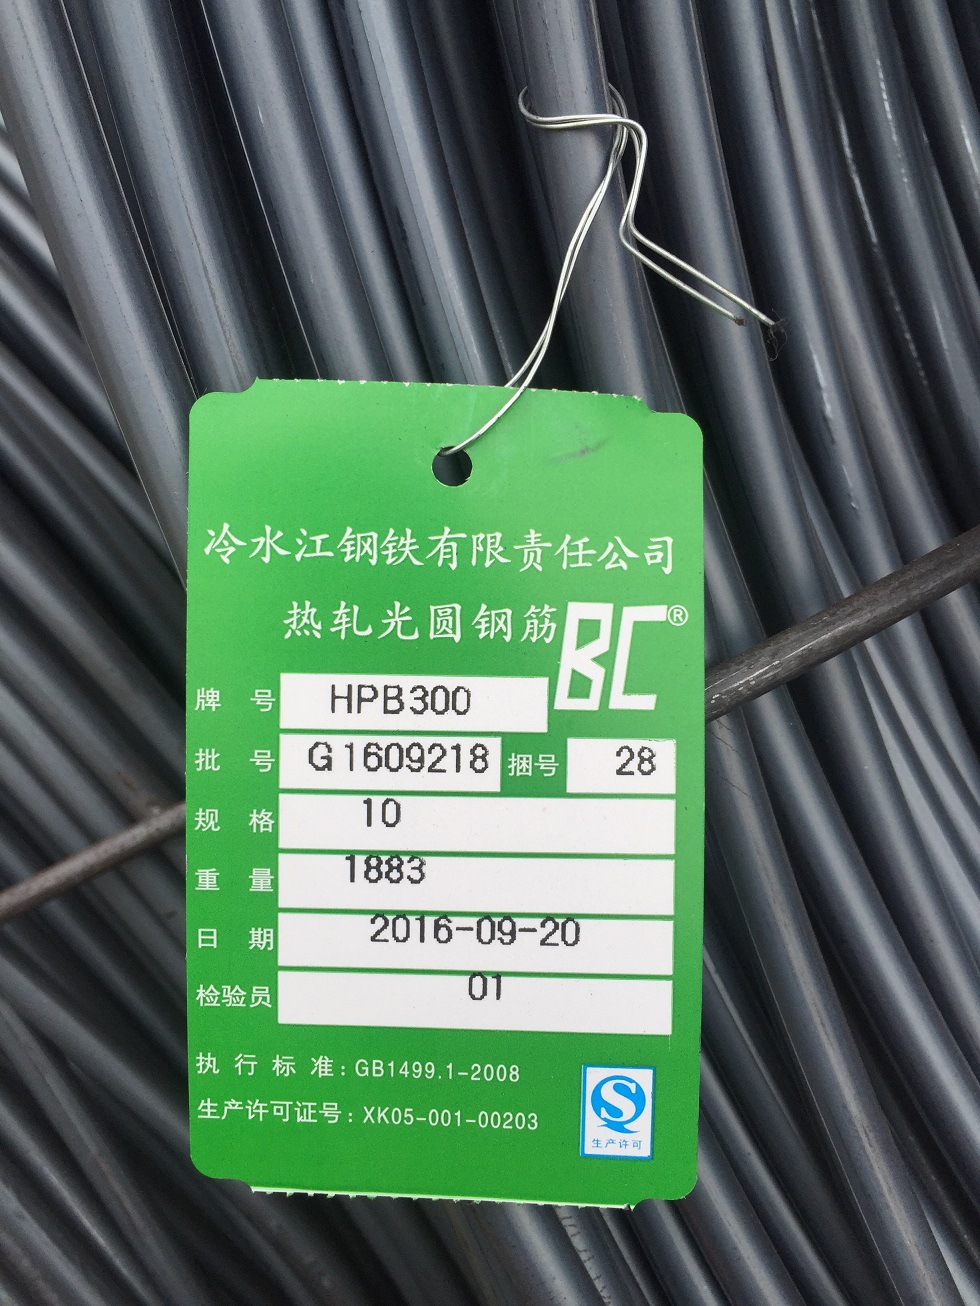 冷水江钢铁有限责任公司
热轧光圆钢筋 BC®
牌号 HPB300
批号 G1609218 捆号 28
规格 10
重量 1883
日期 2016-09-20
检验员 01
执行标准:GB1499.1-2008
生产许可证号:XK05-001-00203
S
生产许可